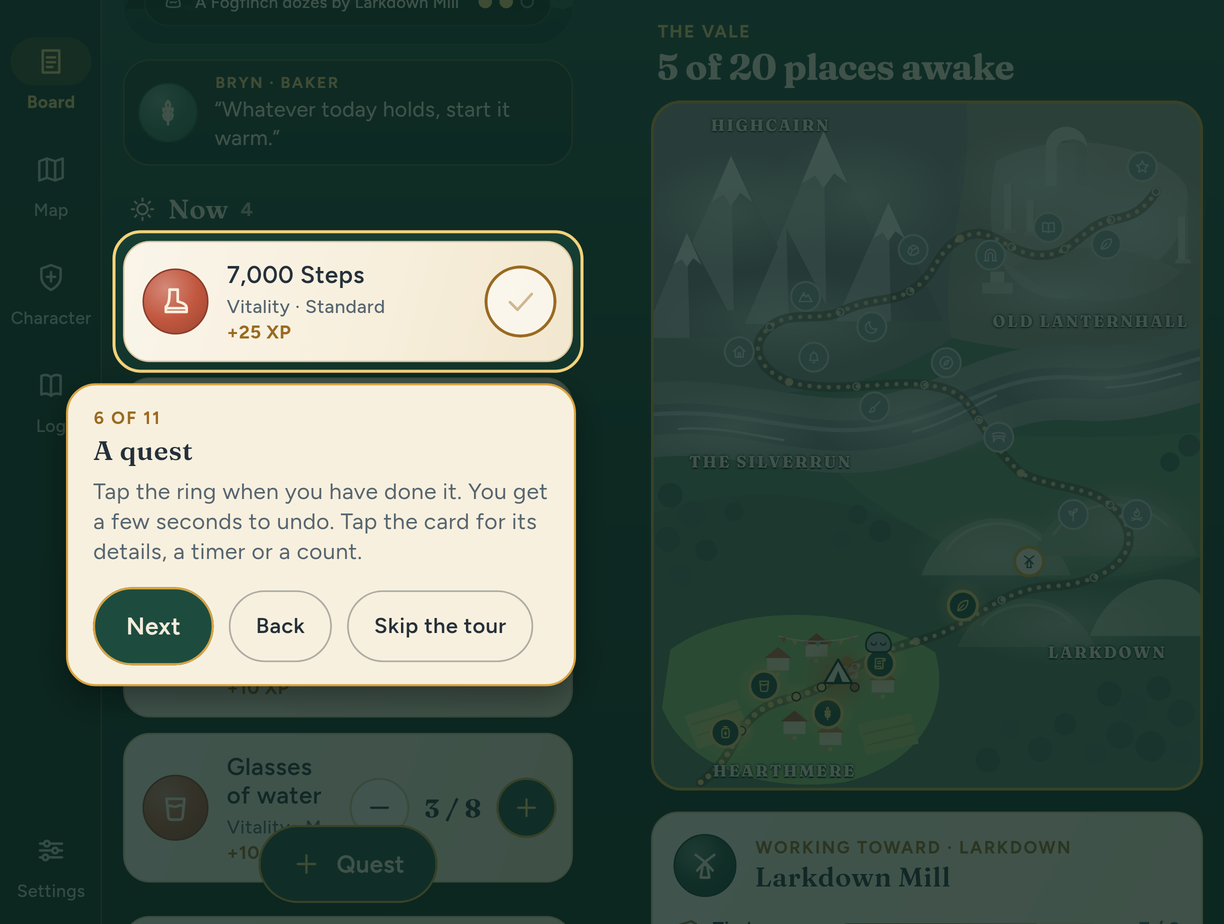 A Fogfinch dozes by Larkdown Mill
Board
Map
Character
Log
Settings
BRYN · BAKER
“Whatever today holds, start it
warm.”
Now 4
7,000 Steps
Vitality · Standard
+25 XP
6 OF 11
A quest
Tap the ring when you have done it. You get
a few seconds to undo. Tap the card for its
details, a timer or a count.
Next
Back
Skip the tour
+10 XP
Glasses
of water
3 / 8
Vitality · M
+10
Quest
THE VALE
5 of 20 places awake
HIGHCAIRN
OLD LANTERNHALL
THE SILVERRUN
LARKDOWN
HEARTHMERE
WORKING TOWARD · LARKDOWN
Larkdown Mill